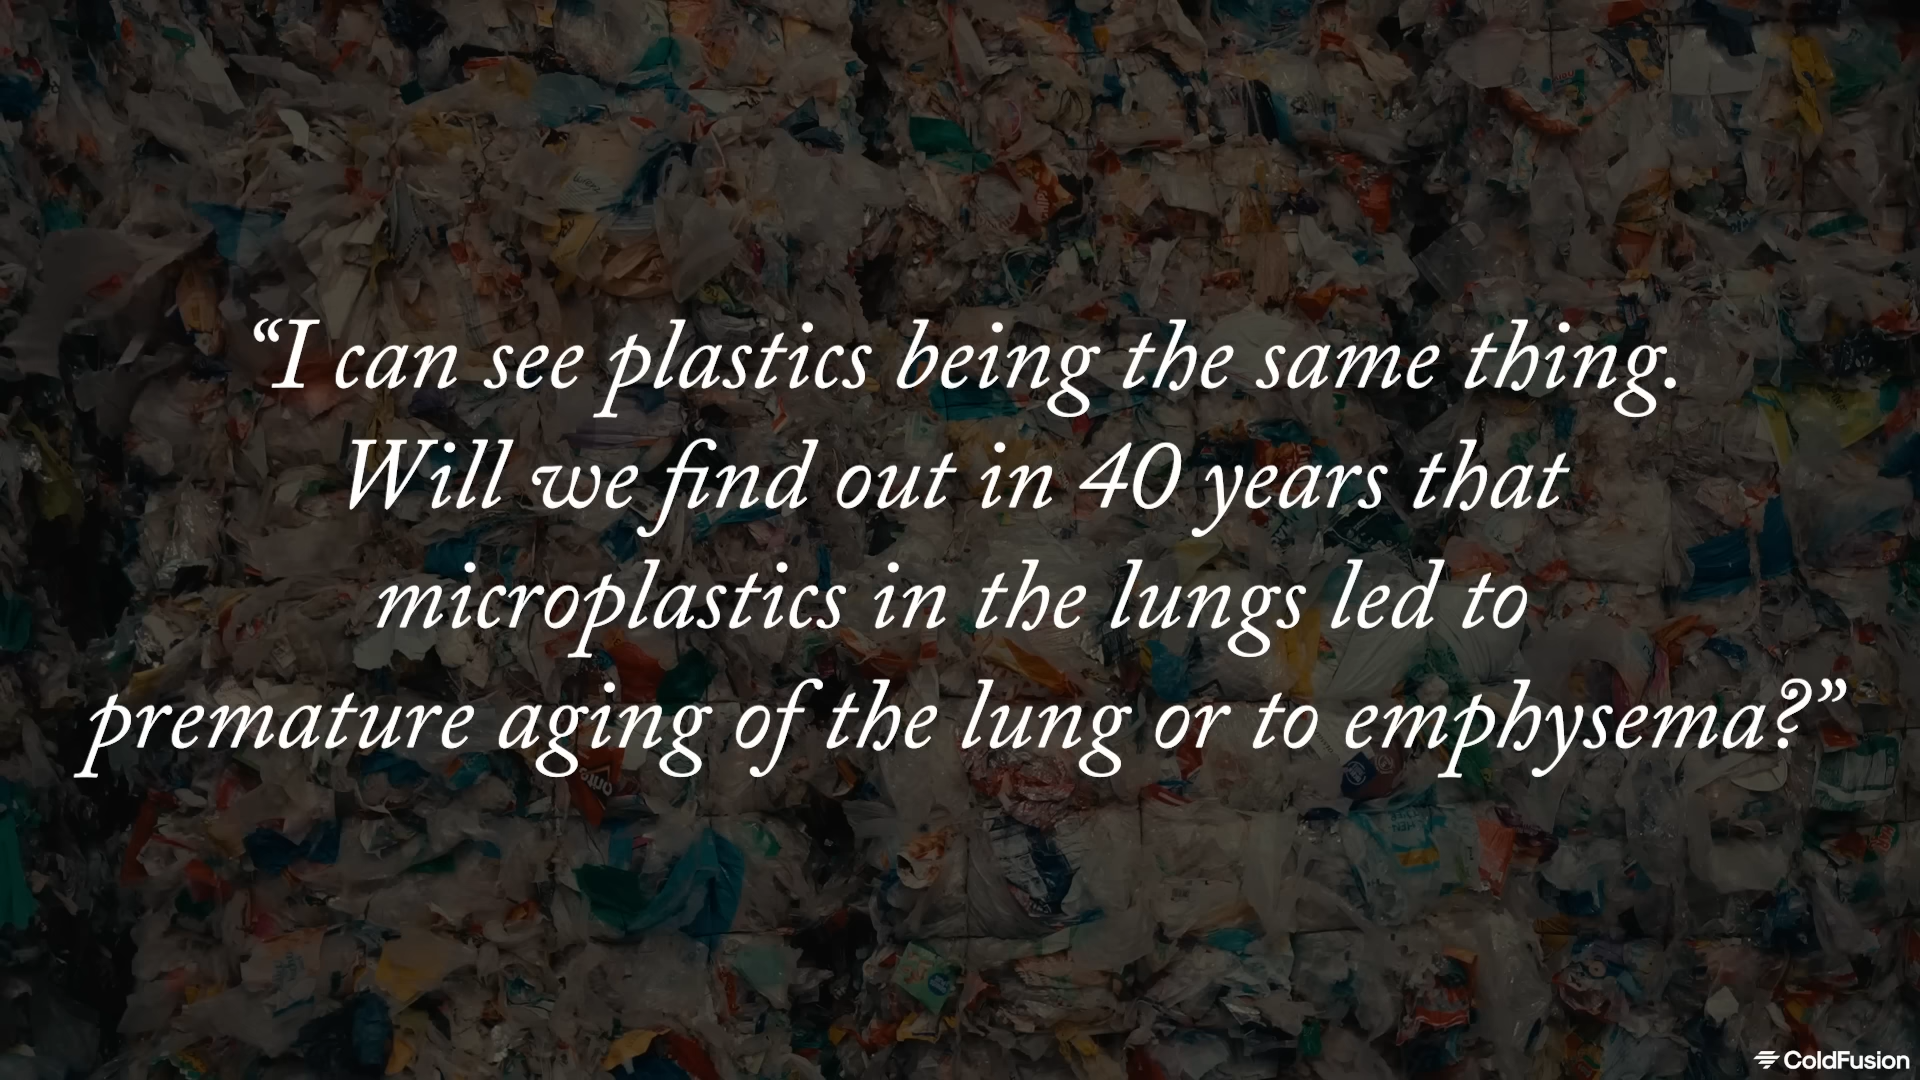 “I can see plastics being the same thing.
Will we find out in 40 years that
microplastics in the lungs led to
premature aging of the lung or to emphysema?”
ColdFusion